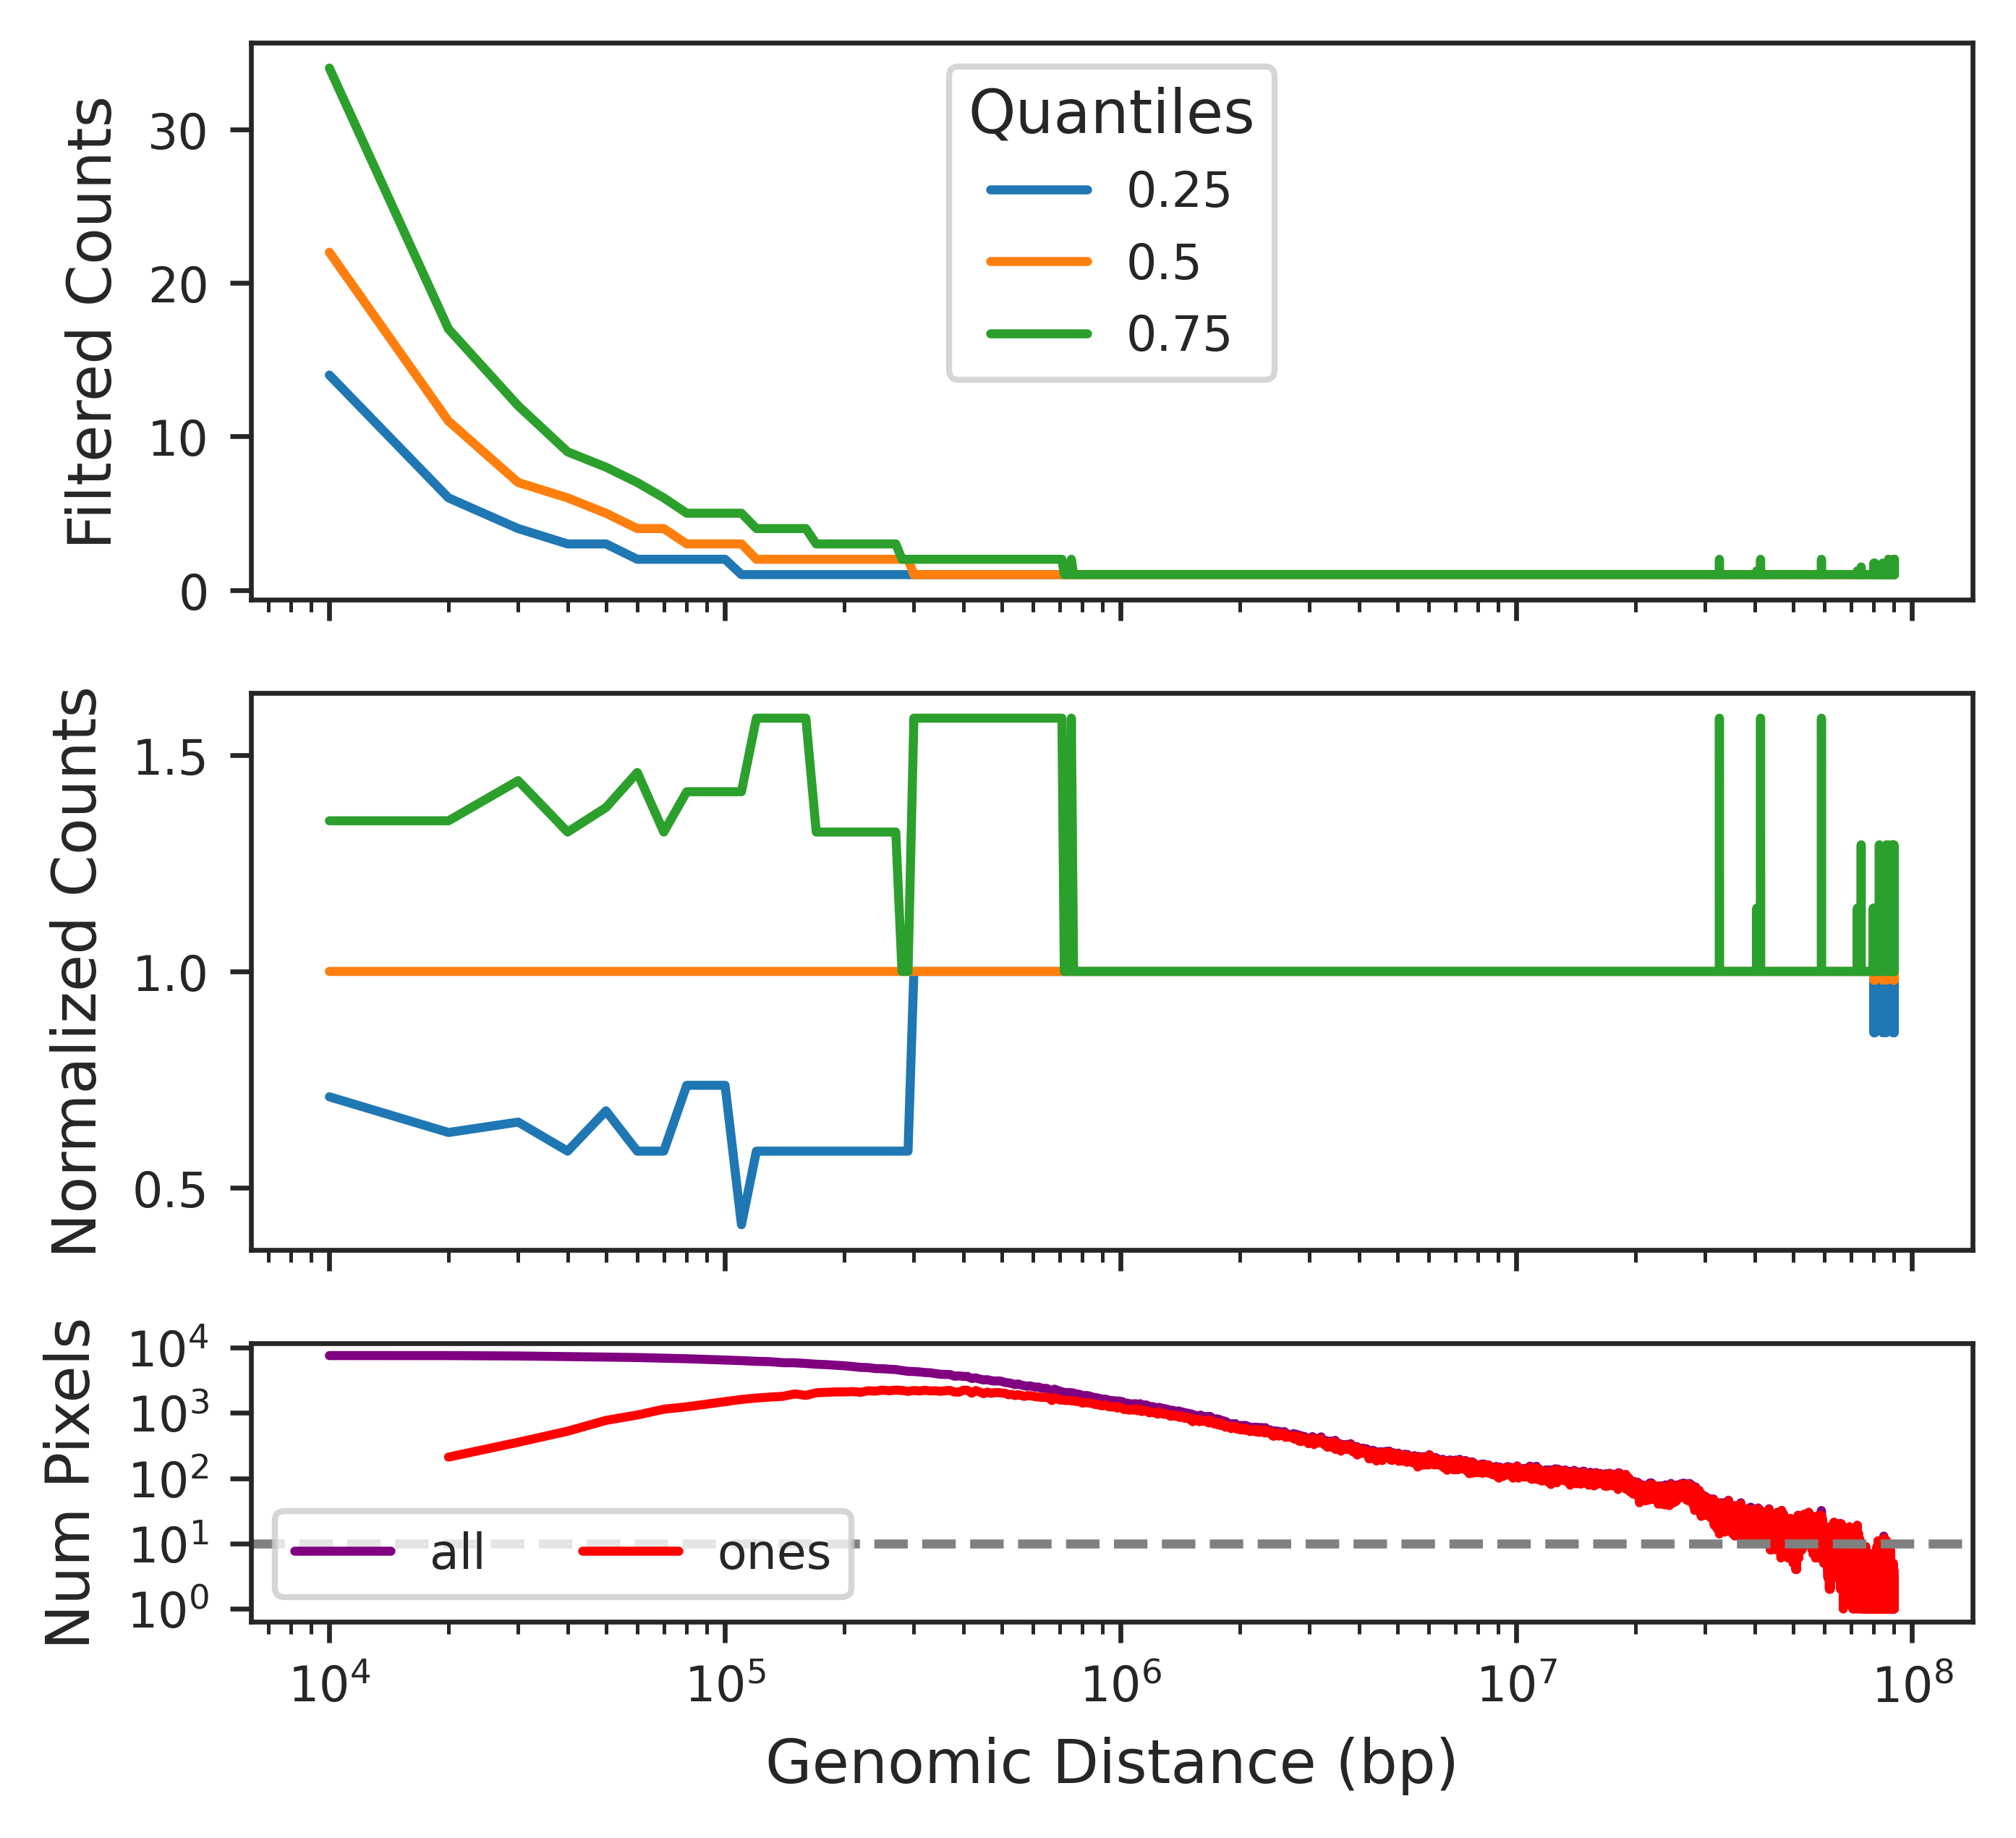 Filtered Counts
30
20
10
0
Quantiles
0.25
0.5
0.75
Normalized Counts
1.5
1.0
0.5
Num Pixels
10⁴
10³
10²
10¹
10⁰
all
ones
10⁴
10⁵
10⁶
10⁷
10⁸
Genomic Distance (bp)